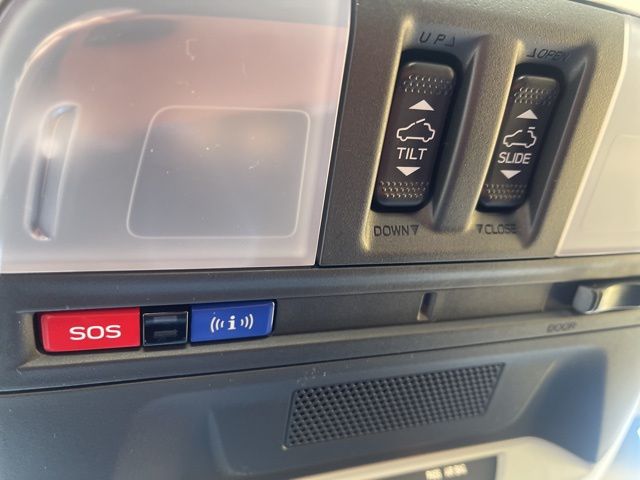 UP△ △OPEN
TILT SLIDE
DOWN▽ ▽CLOSE
SOS ((i))
DOOR